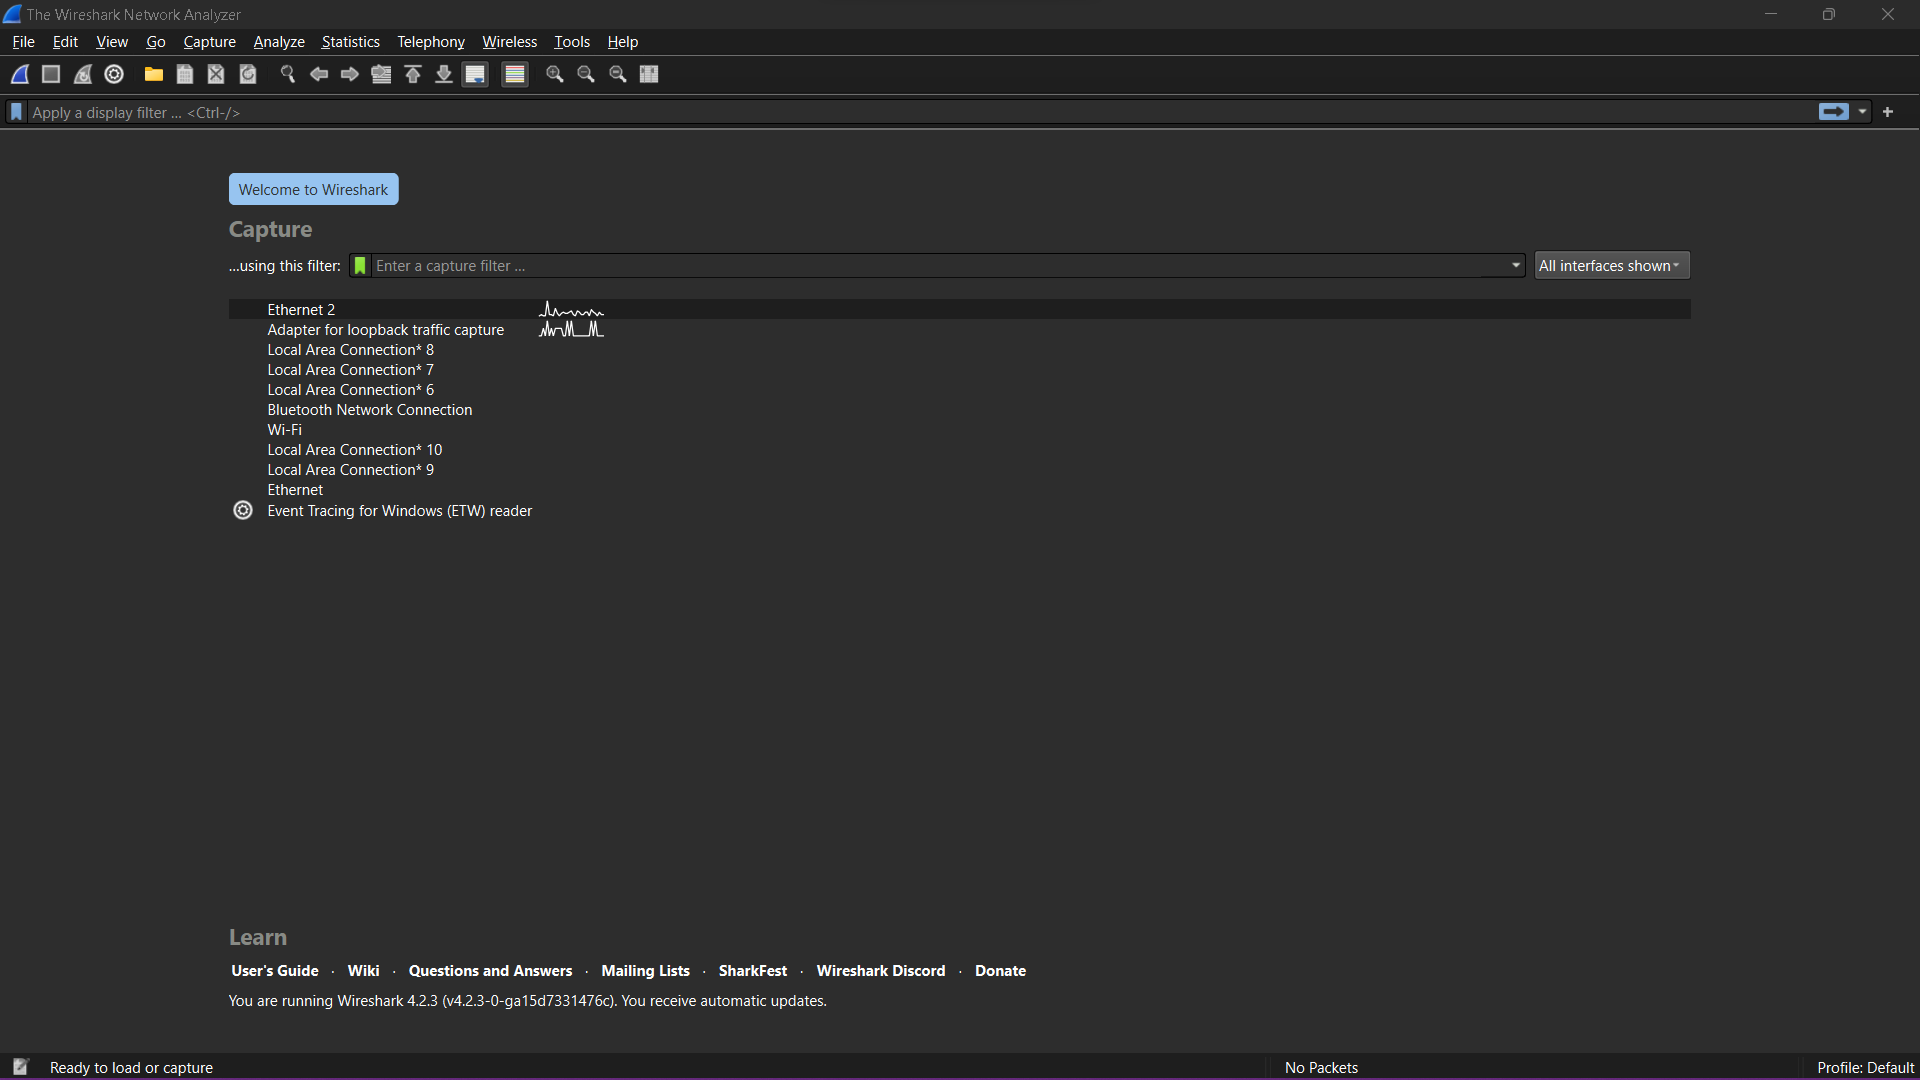 The Wireshark Network Analyzer
File Edit View Go Capture Analyze Statistics Telephony Wireless Tools Help
Apply a display filter ... <Ctrl-/>
Welcome to Wireshark
Capture
...using this filter: Enter a capture filter ... All interfaces shown
Ethernet 2
Adapter for loopback traffic capture
Local Area Connection* 8
Local Area Connection* 7
Local Area Connection* 6
Bluetooth Network Connection
Wi-Fi
Local Area Connection* 10
Local Area Connection* 9
Ethernet
Event Tracing for Windows (ETW) reader
Learn
User's Guide · Wiki · Questions and Answers · Mailing Lists · SharkFest · Wireshark Discord · Donate
You are running Wireshark 4.2.3 (v4.2.3-0-ga15d7331476c). You receive automatic updates.
Ready to load or capture No Packets Profile: Default